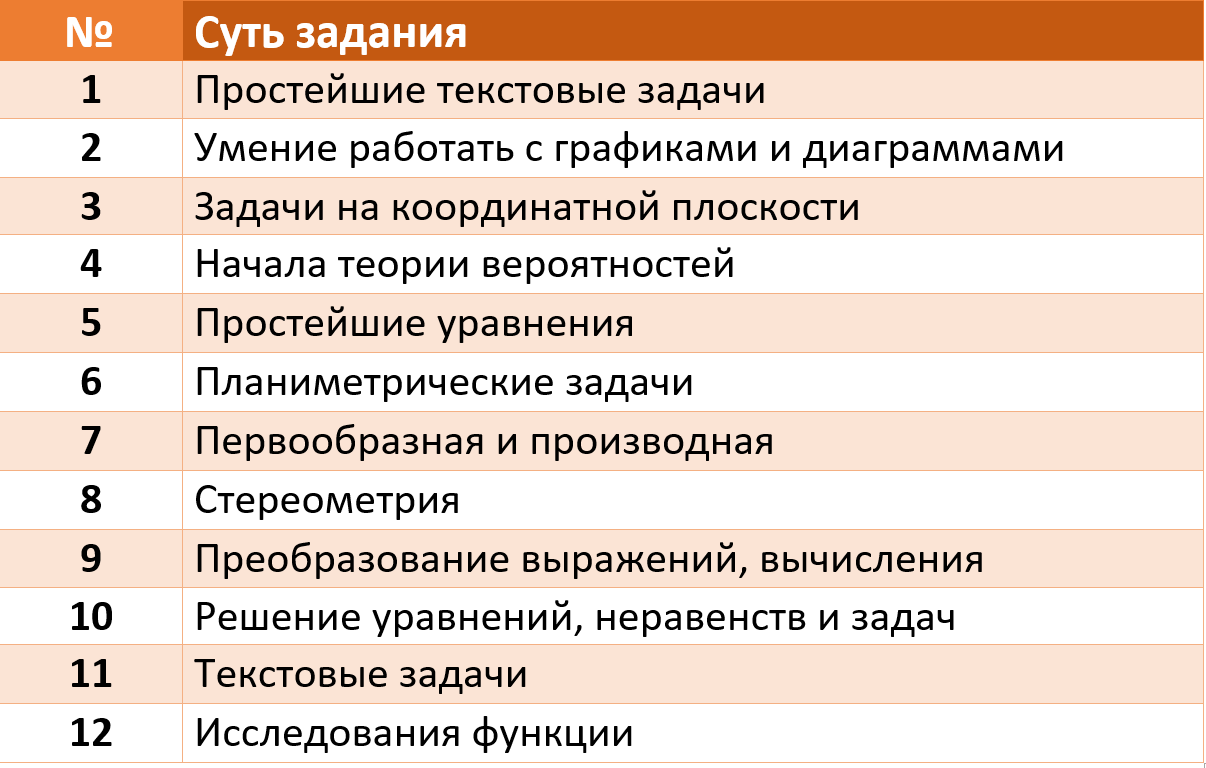 № Суть задания
1 Простейшие текстовые задачи
2 Умение работать с графиками и диаграммами
3 Задачи на координатной плоскости
4 Начала теории вероятностей
5 Простейшие уравнения
6 Планиметрические задачи
7 Первообразная и производная
8 Стереометрия
9 Преобразование выражений, вычисления
10 Решение уравнений, неравенств и задач
11 Текстовые задачи
12 Исследования функции